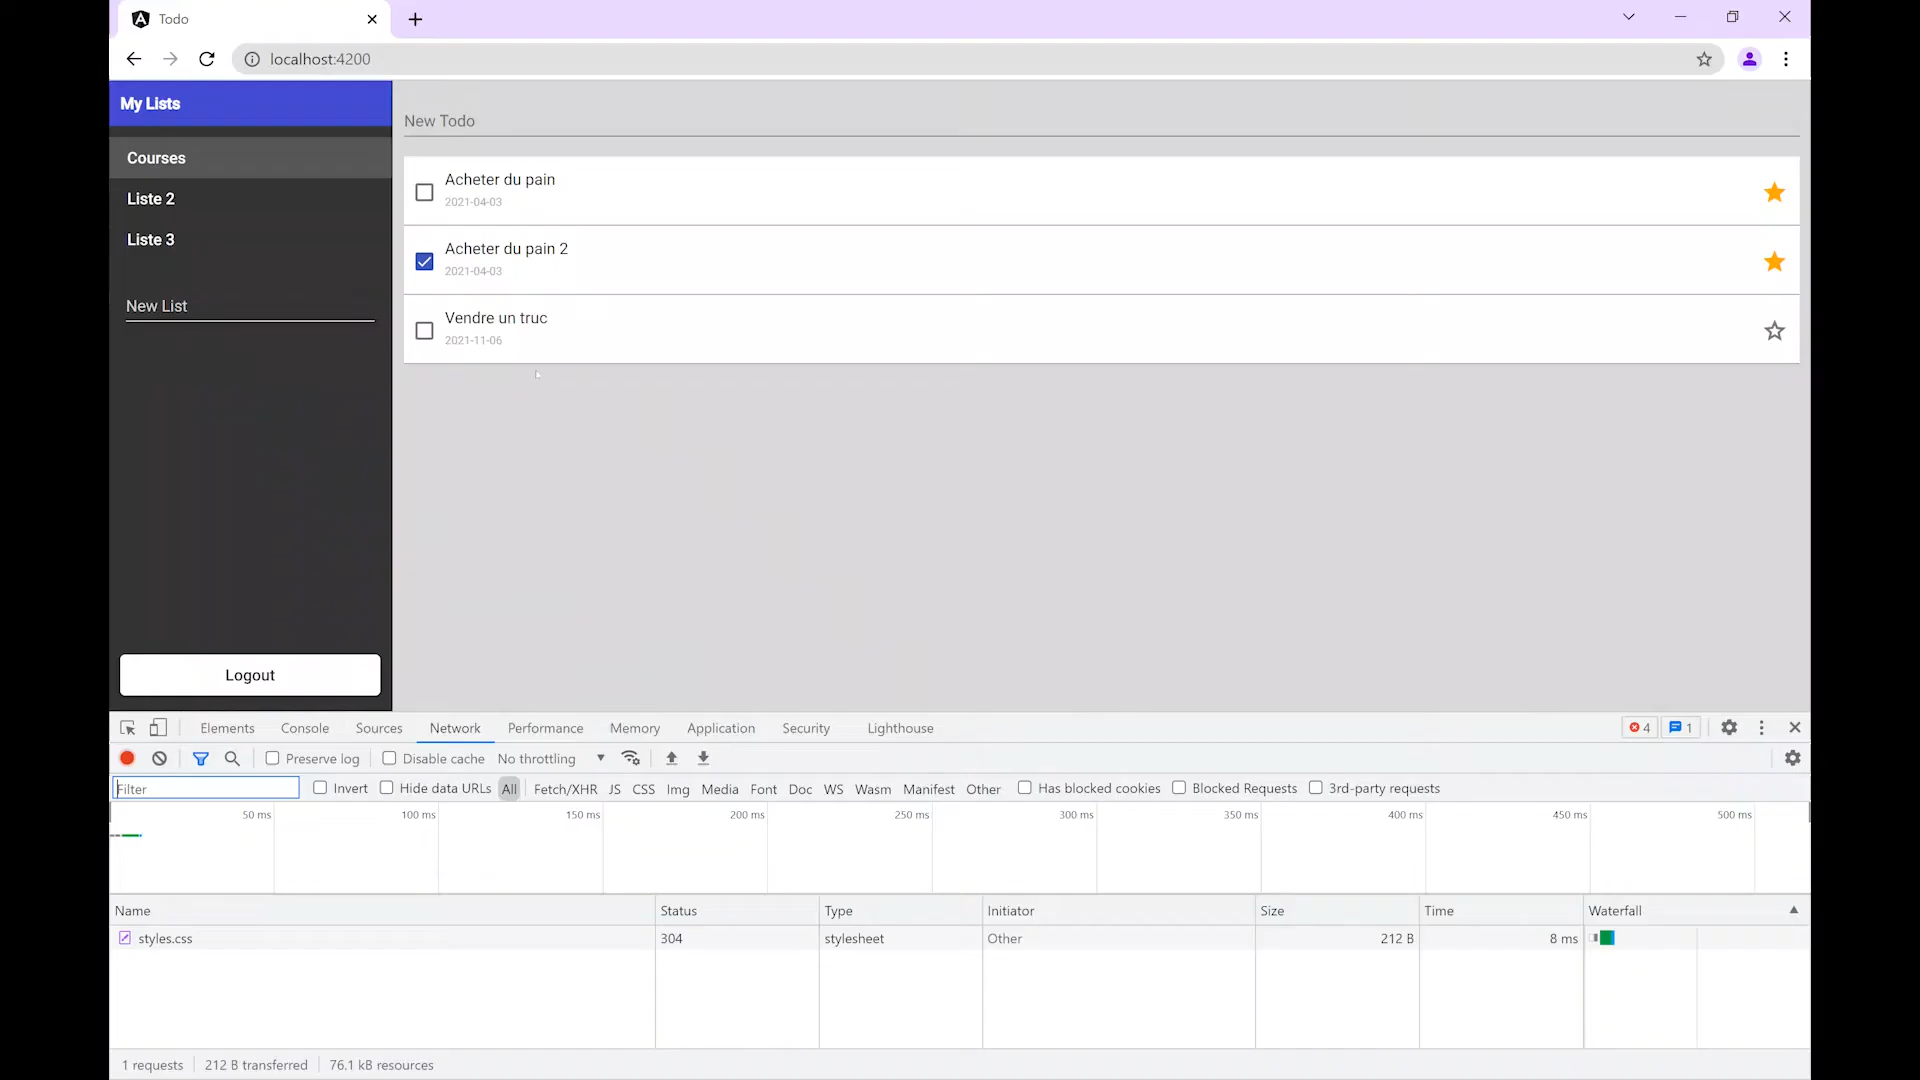 Todo
localhost:4200
My Lists
Courses
Liste 2
Liste 3
New List
Logout
New Todo
Acheter du pain
2021-04-03
Acheter du pain 2
2021-04-03
Vendre un truc
2021-11-06
Elements Console Sources Network Performance Memory Application Security Lighthouse 4 1
Preserve log Disable cache No throttling
Filter Invert Hide data URLs All Fetch/XHR JS CSS Img Media Font Doc WS Wasm Manifest Other Has blocked cookies Blocked Requests 3rd-party requests
50 ms 100 ms 150 ms 200 ms 250 ms 300 ms 350 ms 400 ms 450 ms 500 ms
Name Status Type Initiator Size Time Waterfall
styles.css 304 stylesheet Other 212 B 8 ms
1 requests 212 B transferred 76.1 kB resources